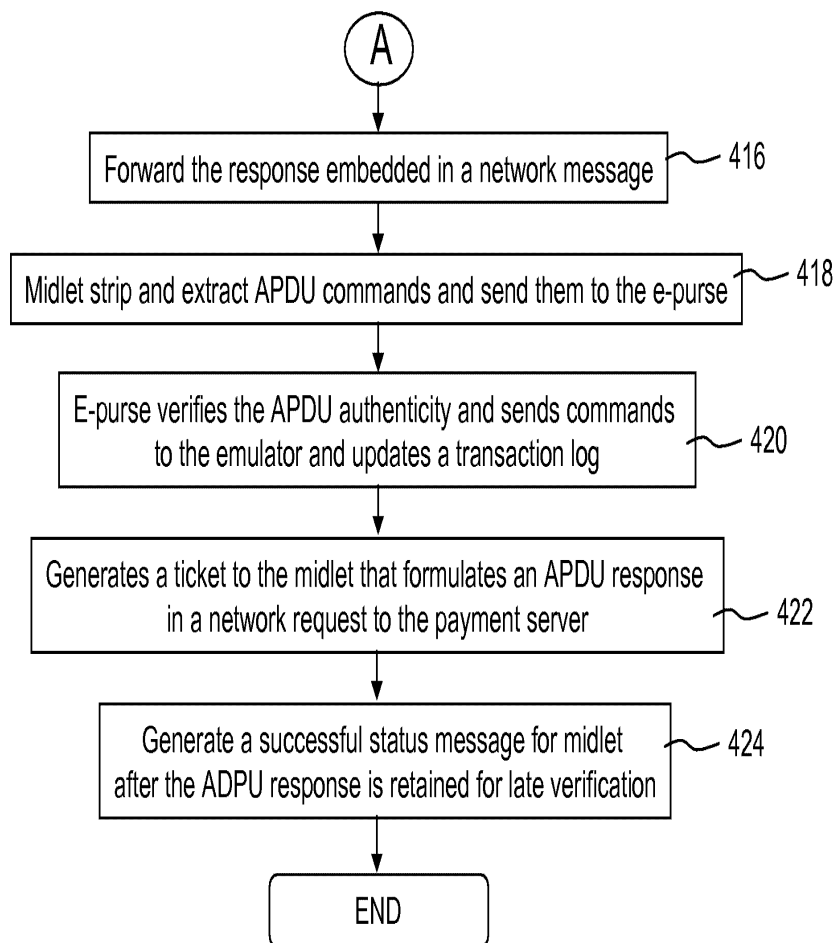 A
Forward the response embedded in a network message
416
Midlet strip and extract APDU commands and send them to the e-purse
418
E-purse verifies the APDU authenticity and sends commands
to the emulator and updates a transaction log
420
Generates a ticket to the midlet that formulates an APDU response
in a network request to the payment server
422
Generate a successful status message for midlet
after the ADPU response is retained for late verification
424
END